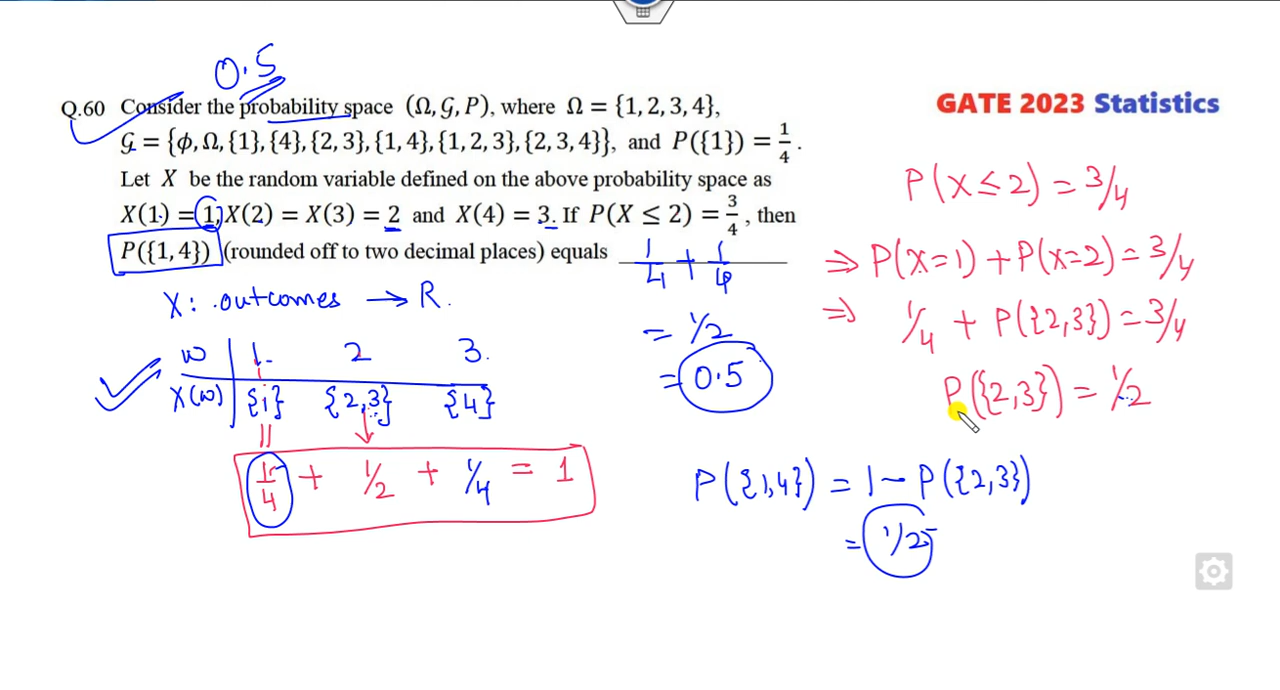 0.5
Q.60 Consider the probability space (Ω, 𝒢, P), where Ω = {1, 2, 3, 4},
𝒢 = {ϕ, Ω, {1}, {4}, {2, 3}, {1, 4}, {1, 2, 3}, {2, 3, 4}}, and P({1}) = 1/4.
Let X be the random variable defined on the above probability space as
X(1) = 1, X(2) = X(3) = 2 and X(4) = 3. If P(X ≤ 2) = 3/4, then
P({1, 4}) (rounded off to two decimal places) equals
1/4 + 1/4
= 1/2
= 0.5
X: outcomes → R.
ω 1 2 3.
X(ω) {1} {2,3} {4}
1/4 + 1/2 + 1/4 = 1
GATE 2023 Statistics
P(X ≤ 2) = 3/4
⇒ P(X=1) + P(X=2) = 3/4
⇒ 1/4 + P({2,3}) = 3/4
P({2,3}) = 1/2
P({1,4}) = 1 − P({2,3})
= 1/2